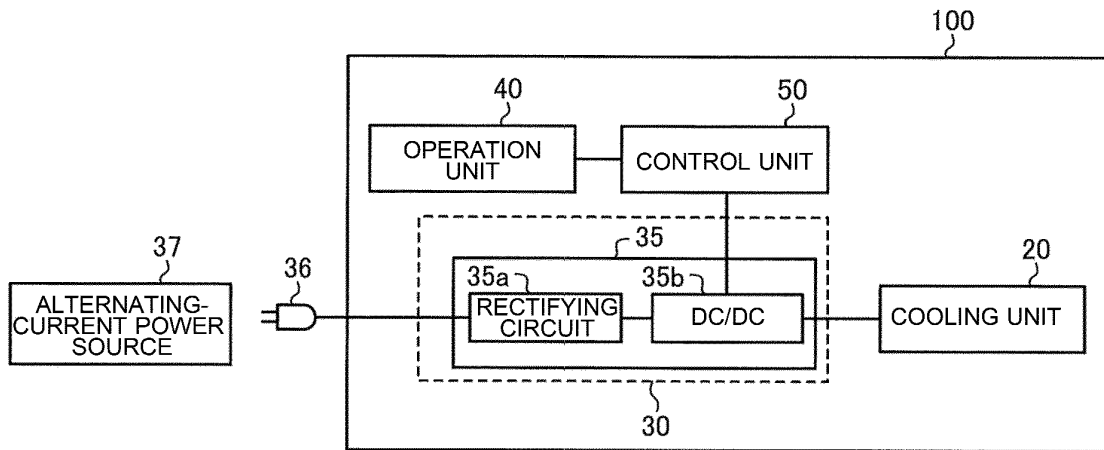 100
40
50
OPERATION
UNIT
CONTROL UNIT
37
36
35
35a
35b
20
ALTERNATING-
CURRENT POWER
SOURCE
RECTIFYING
CIRCUIT
DC/DC
COOLING UNIT
30